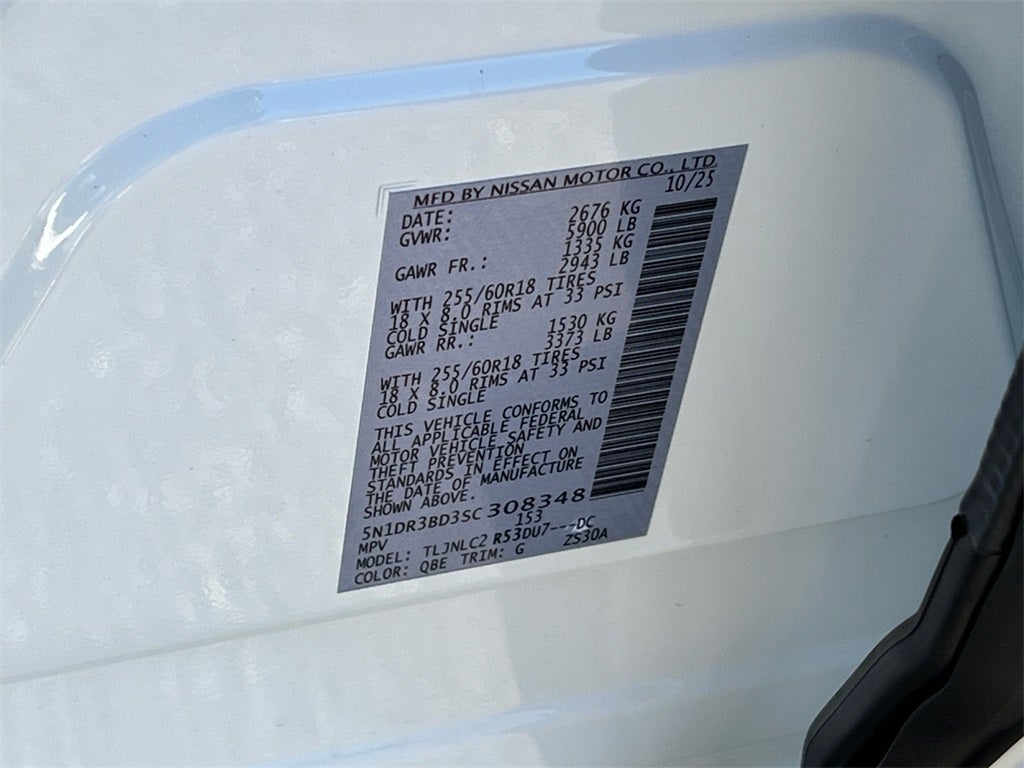 MFD BY NISSAN MOTOR CO., LTD
DATE: 10/25
GVWR: 2676 KG
5900 LB
GAWR FR.: 1335 KG
2943 LB
WITH 255/60R18 TIRES
18 X 8.0 RIMS AT 33 PSI
COLD SINGLE
GAWR RR.: 1530 KG
3373 LB
WITH 255/60R18 TIRES
18 X 8.0 RIMS AT 33 PSI
COLD SINGLE
THIS VEHICLE CONFORMS TO
ALL APPLICABLE FEDERAL
MOTOR VEHICLE SAFETY AND
THEFT PREVENTION
STANDARDS IN EFFECT ON
THE DATE OF MANUFACTURE
SHOWN ABOVE.
5N1DR3BD3SC308348
MPV 153
MODEL: TLJNLC2 R53DU7---DC
COLOR: QBE TRIM: G ZS30A